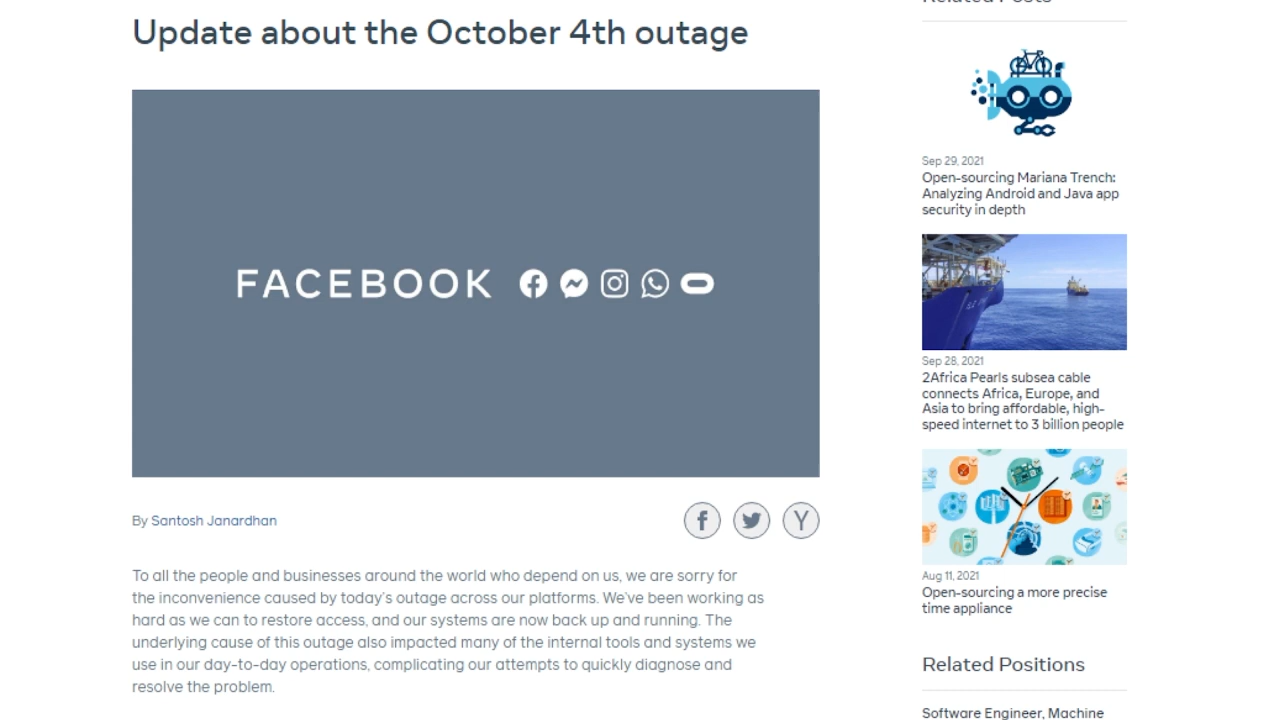 Update about the October 4th outage
FACEBOOK
By Santosh Janardhan
To all the people and businesses around the world who depend on us, we are sorry for
the inconvenience caused by today's outage across our platforms. We've been working as
hard as we can to restore access, and our systems are now back up and running. The
underlying cause of this outage also impacted many of the internal tools and systems we
use in our day-to-day operations, complicating our attempts to quickly diagnose and
resolve the problem.
Related Posts
Sep 29, 2021
Open-sourcing Mariana Trench:
Analyzing Android and Java app
security in depth
Sep 28, 2021
2Africa Pearls subsea cable
connects Africa, Europe, and
Asia to bring affordable, high-
speed internet to 3 billion people
Aug 11, 2021
Open-sourcing a more precise
time appliance
Related Positions
Software Engineer, Machine